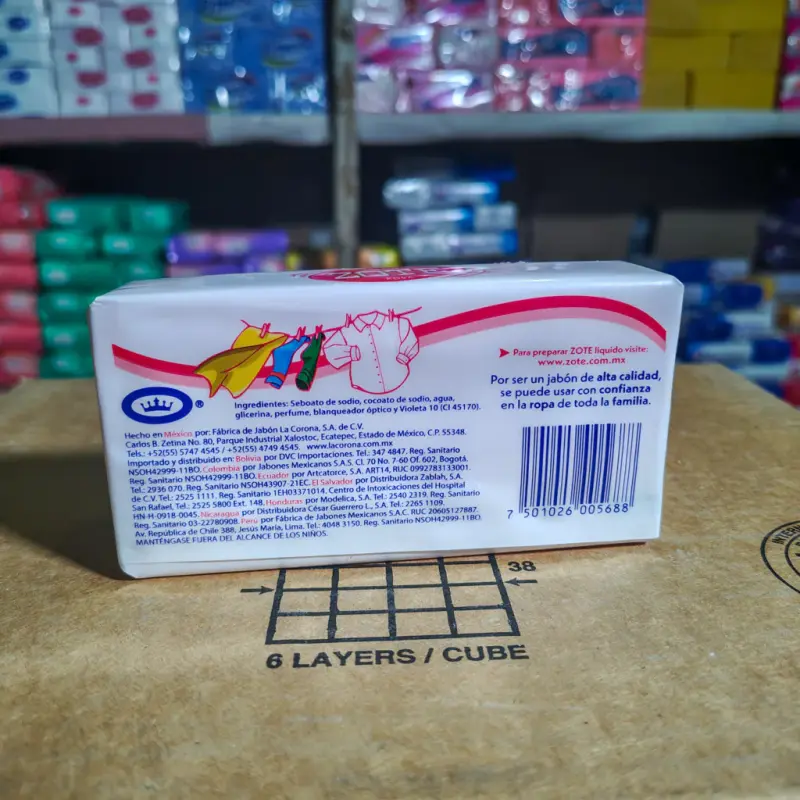 ZOTE
Para preparar ZOTE líquido visite:
www.zote.com.mx
Por ser un jabón de alta calidad,
se puede usar con confianza
en la ropa de toda la familia.
®
Ingredientes: Seboato de sodio, cocoato de sodio, agua,
glicerina, perfume, blanqueador óptico y Violeta 10 (CI 45170).
Hecho en México, por: Fábrica de Jabón La Corona, S.A. de C.V.
Carlos B. Zetina No. 80, Parque Industrial Xalostoc, Ecatepec, Estado de México, C.P. 55348.
Tels.: +52(55) 5747 4545 / +52(55) 4749 4545. www.lacorona.com.mx
Importado y distribuido en: Bolivia por DVC Importaciones. Tel.: 347 4847. Reg. Sanitario
NSOH42999-11BO. Colombia por Jabones Mexicanos S.A.S. Cl. 70 No. 7-60 Of. 602, Bogotá.
Reg. Sanitario NSOH42999-11BO. Ecuador por Artcatorce, S.A. ART14, RUC 0992783133001.
Tel.: 2936 070. Reg. Sanitario NSOH43907-21EC. El Salvador por Distribuidora Zablah, S.A.
de C.V. Tel.: 2525 1111. Reg. Sanitario 1EH03371014. Centro de Intoxicaciones del Hospital
San Rafael, Tel.: 2525 5800 Ext. 148. Honduras por Modelica, S.A. Tel.: 2540 2319. Reg. Sanitario
HN-H-0918-0045. Nicaragua por Distribuidora César Guerrero L., S.A. Tel.: 2265 1109.
Reg. Sanitario 03-22780908. Perú por Fábrica de Jabones Mexicanos S.A.C. RUC 20605127887.
Av. República de Chile 388, Jesús María, Lima. Tel.: 4048 3150. Reg. Sanitario NSOH42999-11BO.
MANTÉNGASE FUERA DEL ALCANCE DE LOS NIÑOS.
7 501026 005688
38
6 LAYERS / CUBE